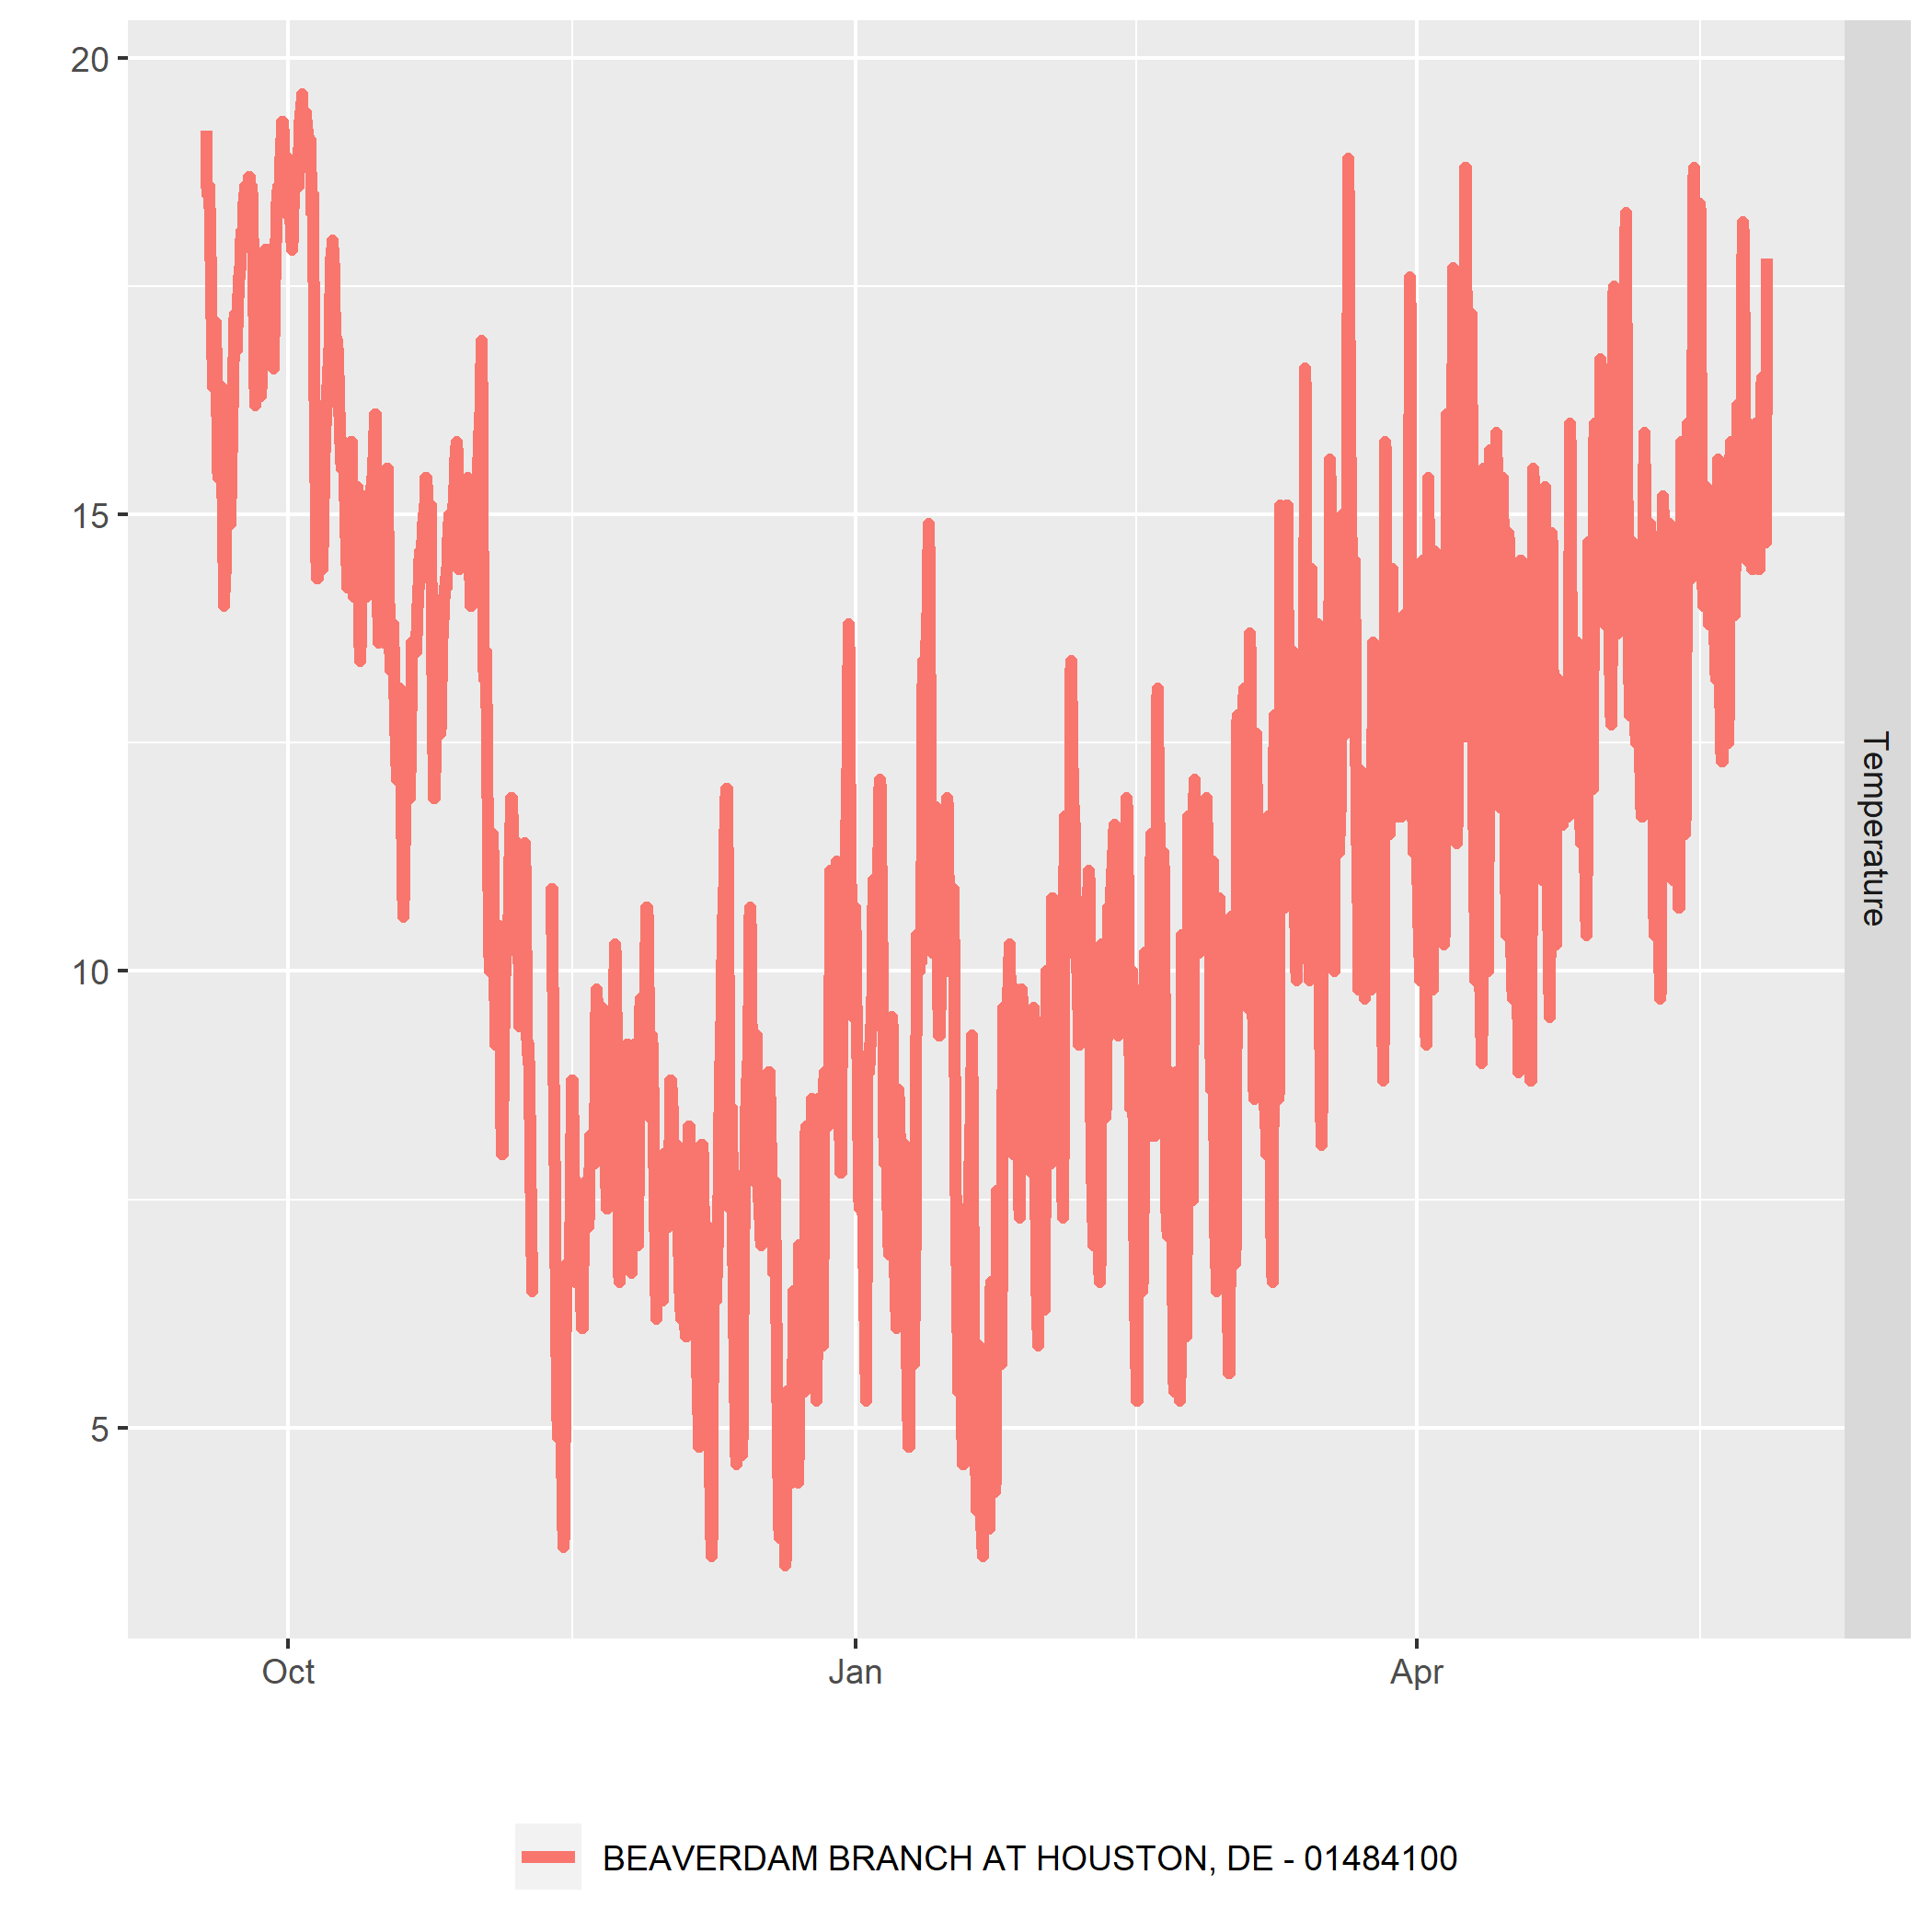 20
15
10
5
Temperature
Oct Jan Apr
BEAVERDAM BRANCH AT HOUSTON, DE - 01484100